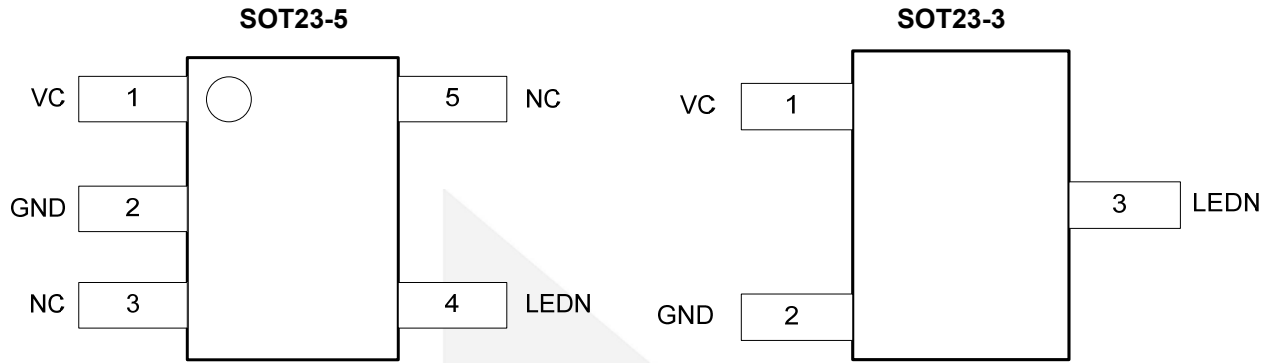 SOT23-5
VC 1 5 NC
GND 2
NC 3 4 LEDN
SOT23-3
VC 1
3 LEDN
GND 2